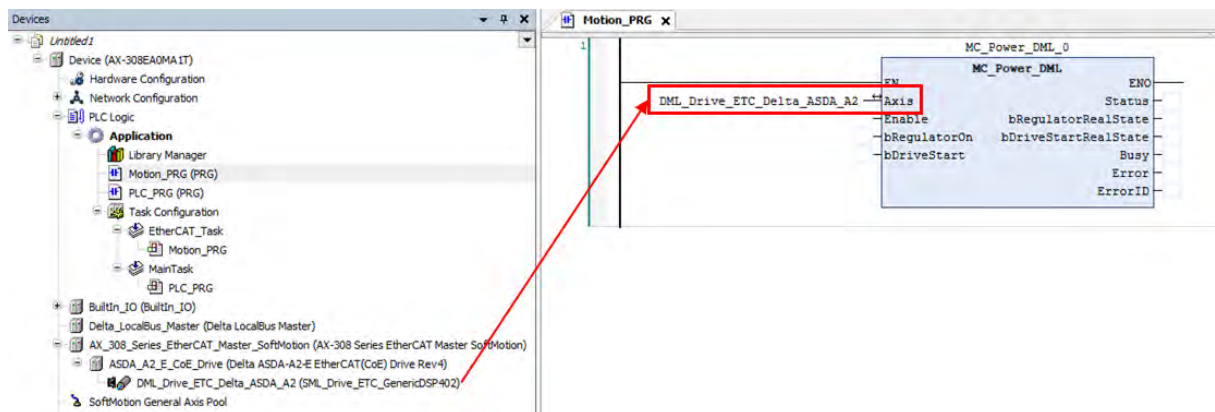 Devices
Untitled1
Device (AX-308EA0MA1T)
Hardware Configuration
Network Configuration
PLC Logic
Application
Library Manager
Motion_PRG (PRG)
PLC_PRG (PRG)
Task Configuration
EtherCAT_Task
Motion_PRG
MainTask
PLC_PRG
BuiltIn_IO (BuiltIn_IO)
Delta_LocalBus_Master (Delta LocalBus Master)
AX_308_Series_EtherCAT_Master_SoftMotion (AX-308 Series EtherCAT Master SoftMotion)
ASDA_A2_E_CoE_Drive (Delta ASDA-A2-E EtherCAT(CoE) Drive Rev4)
DML_Drive_ETC_Delta_ASDA_A2 (SML_Drive_ETC_GenericDSP402)
SoftMotion General Axis Pool
Motion_PRG X
1
MC_Power_DML_0
MC_Power_DML
EN ENO
DML_Drive_ETC_Delta_ASDA_A2 Axis Status
Enable bRegulatorRealState
bRegulatorOn bDriveStartRealState
bDriveStart Busy
Error
ErrorID